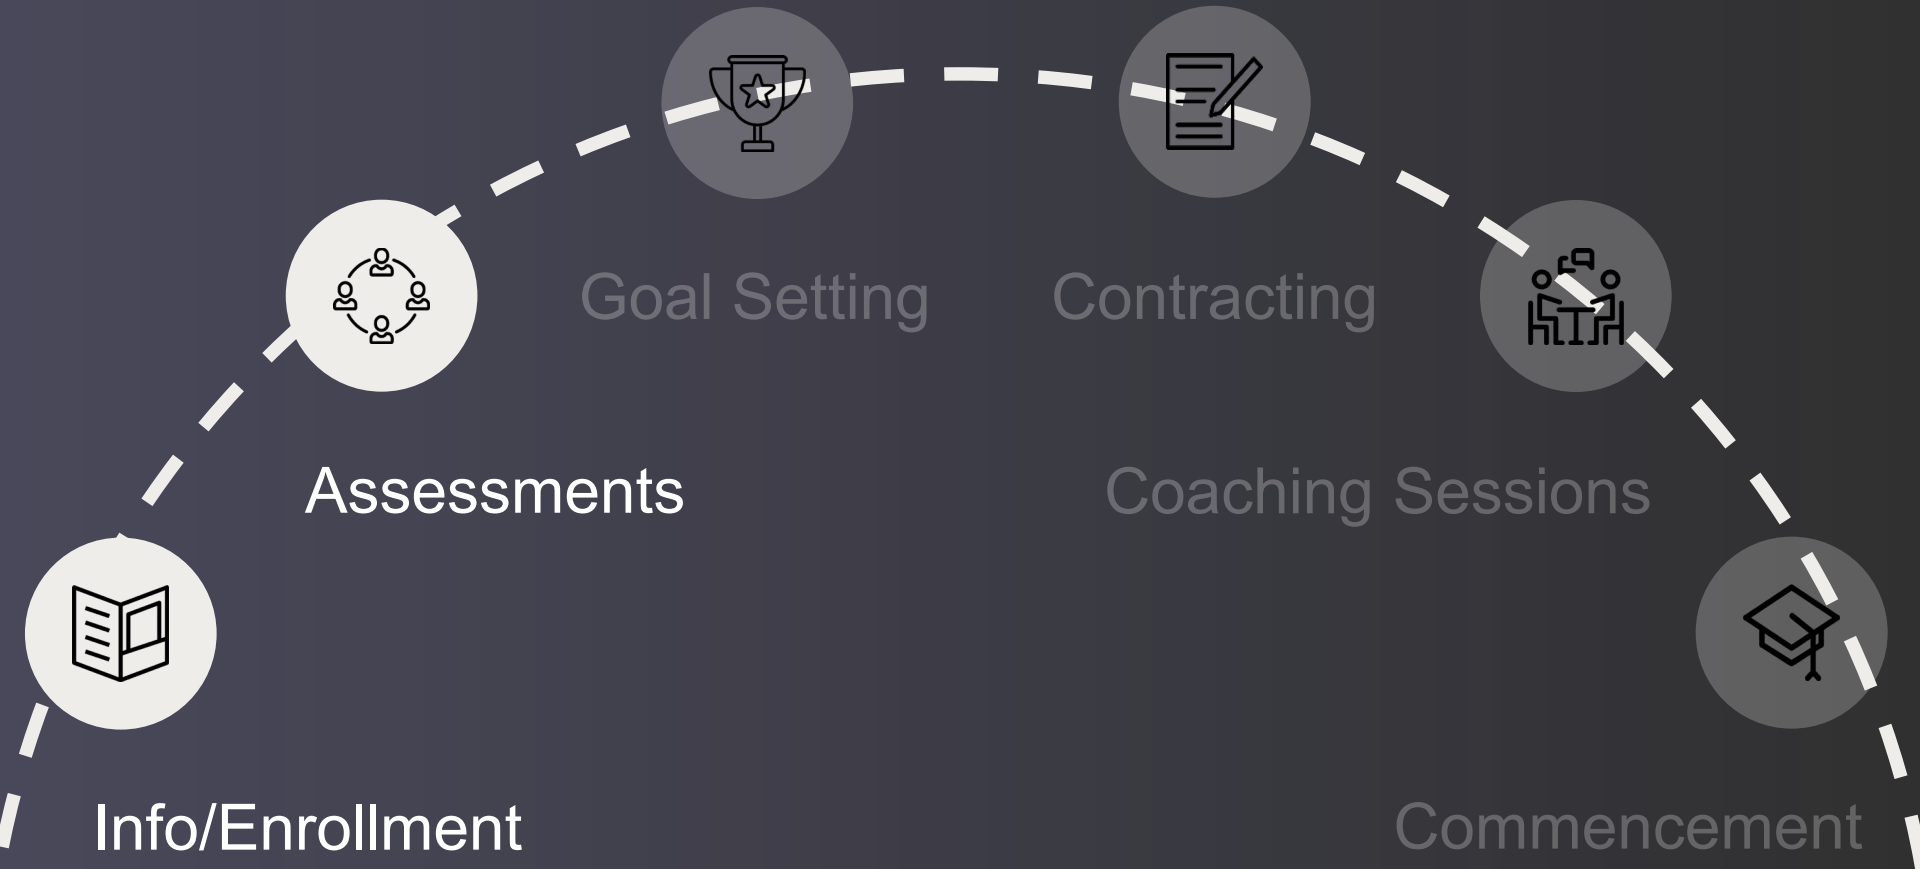 Info/Enrollment
Assessments
Goal Setting
Contracting
Coaching Sessions
Commencement